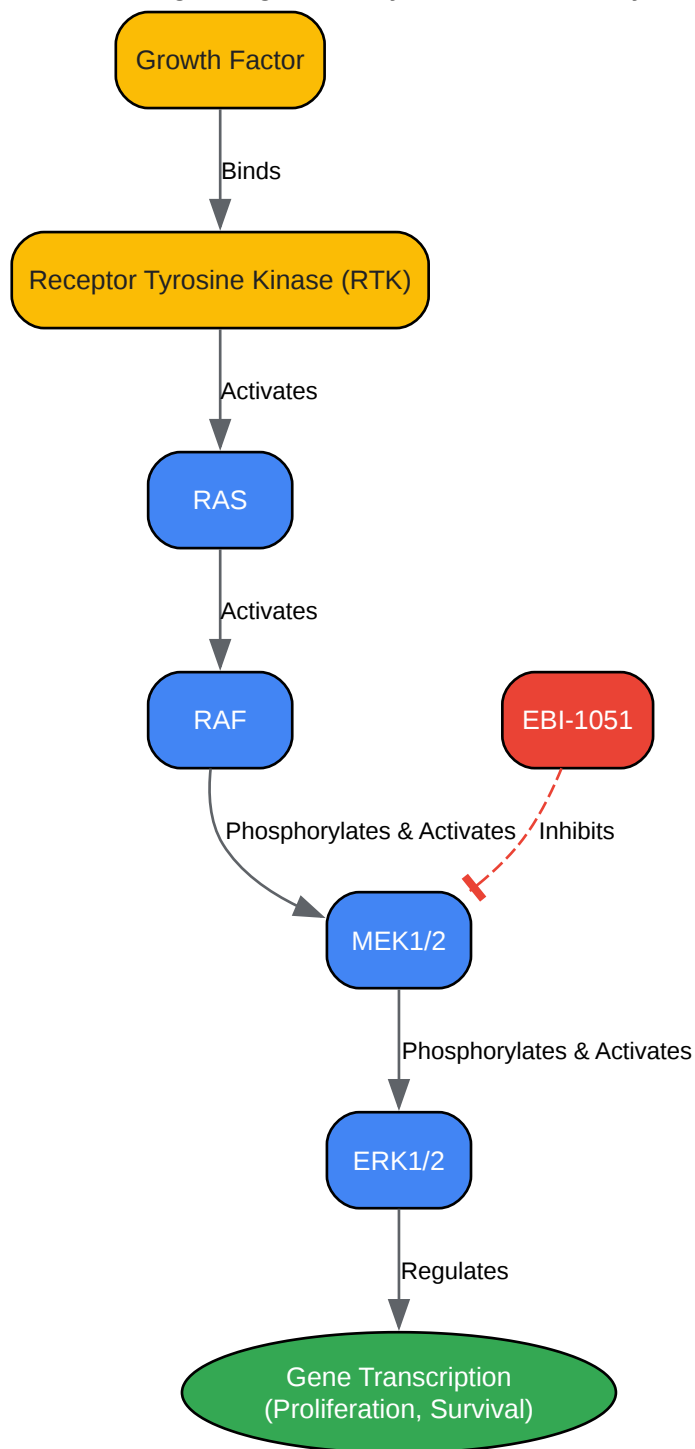 Growth Factor
Binds
Receptor Tyrosine Kinase (RTK)
Activates
RAS
Activates
RAF
EBI-1051
Phosphorylates & Activates
Inhibits
MEK1/2
Phosphorylates & Activates
ERK1/2
Regulates
Gene Transcription
(Proliferation, Survival)